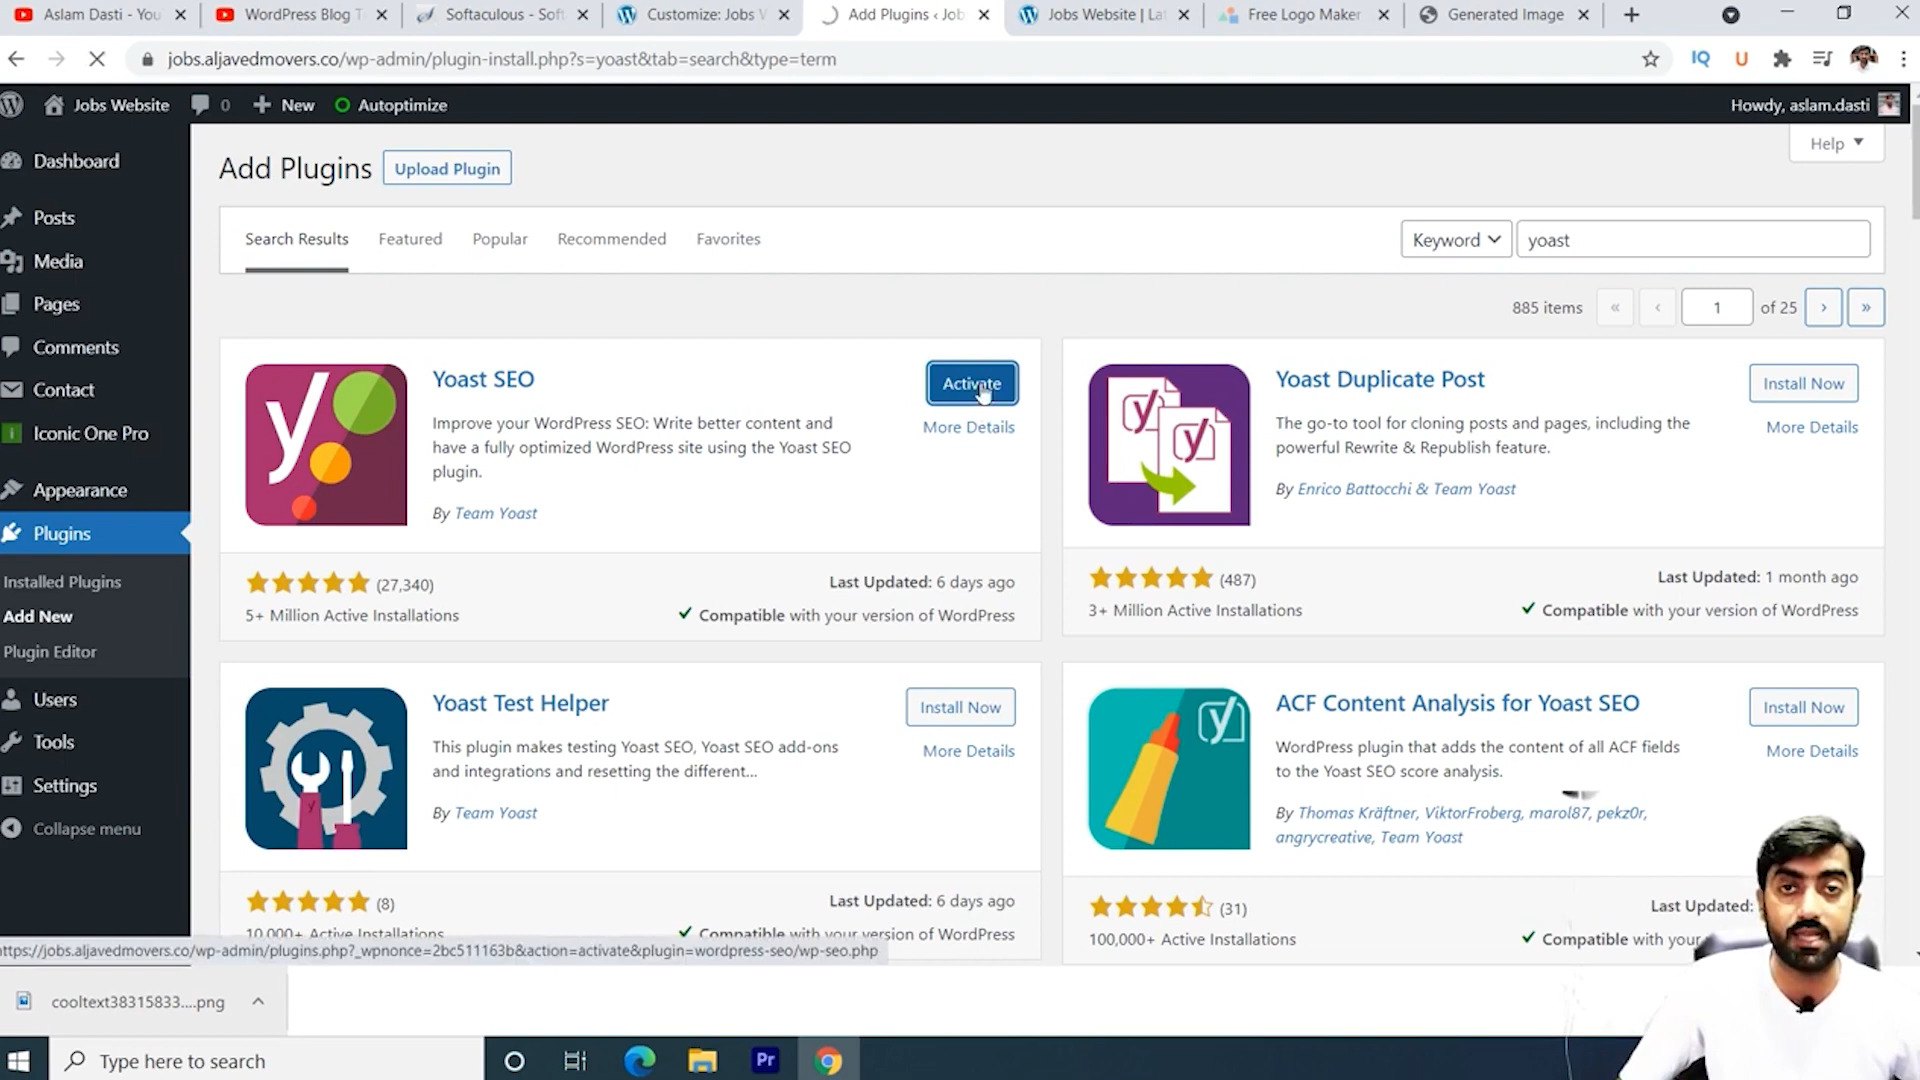 Aslam Dasti - You
WordPress Blog T
Softaculous - Soft
Customize: Jobs W
Add Plugins ‹ Job
Jobs Website | Lat
Free Logo Maker
Generated Image
jobs.aljavedmovers.co/wp-admin/plugin-install.php?s=yoast&tab=search&type=term
IQ
U
Jobs Website
0
New
Autoptimize
Howdy, aslam.dasti
Dashboard
Posts
Media
Pages
Comments
Contact
Iconic One Pro
Appearance
Plugins
Installed Plugins
Add New
Plugin Editor
Users
Tools
Settings
Collapse menu
Help
Add Plugins
Upload Plugin
Search Results
Featured
Popular
Recommended
Favorites
Keyword
yoast
885 items
«
‹
1
of 25
›
»
Yoast SEO
Activate
More Details
Improve your WordPress SEO: Write better content and
have a fully optimized WordPress site using the Yoast SEO
plugin.
By Team Yoast
(27,340)
Last Updated: 6 days ago
5+ Million Active Installations
Compatible with your version of WordPress
Yoast Duplicate Post
Install Now
More Details
The go-to tool for cloning posts and pages, including the
powerful Rewrite & Republish feature.
By Enrico Battocchi & Team Yoast
(487)
Last Updated: 1 month ago
3+ Million Active Installations
Compatible with your version of WordPress
Yoast Test Helper
Install Now
More Details
This plugin makes testing Yoast SEO, Yoast SEO add-ons
and integrations and resetting the different...
By Team Yoast
(8)
Last Updated: 6 days ago
10,000+ Active Installations
Compatible with your version of WordPress
ACF Content Analysis for Yoast SEO
Install Now
More Details
WordPress plugin that adds the content of all ACF fields
to the Yoast SEO score analysis.
By Thomas Kräftner, ViktorFroberg, marol87, pekz0r,
angrycreative, Team Yoast
(31)
Last Updated:
100,000+ Active Installations
Compatible with your
https://jobs.aljavedmovers.co/wp-admin/plugins.php?_wpnonce=2bc511163b&action=activate&plugin=wordpress-seo/wp-seo.php
cooltext38315833....png
Type here to search
Pr